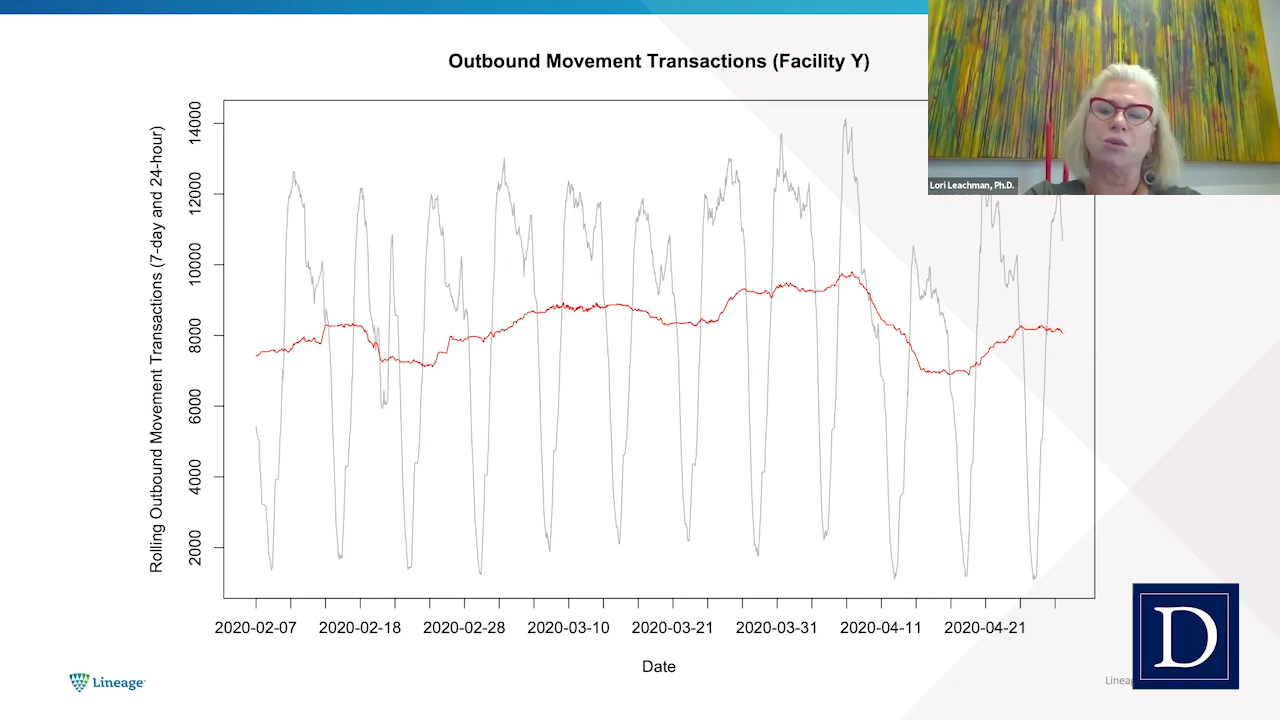 Outbound Movement Transactions (Facility Y)
Rolling Outbound Movement Transactions (7-day and 24-hour)
14000
12000
10000
8000
6000
4000
2000
2020-02-07 2020-02-18 2020-02-28 2020-03-10 2020-03-21 2020-03-31 2020-04-11 2020-04-21
Date
Lori Leachman, Ph.D.
Lineage
D